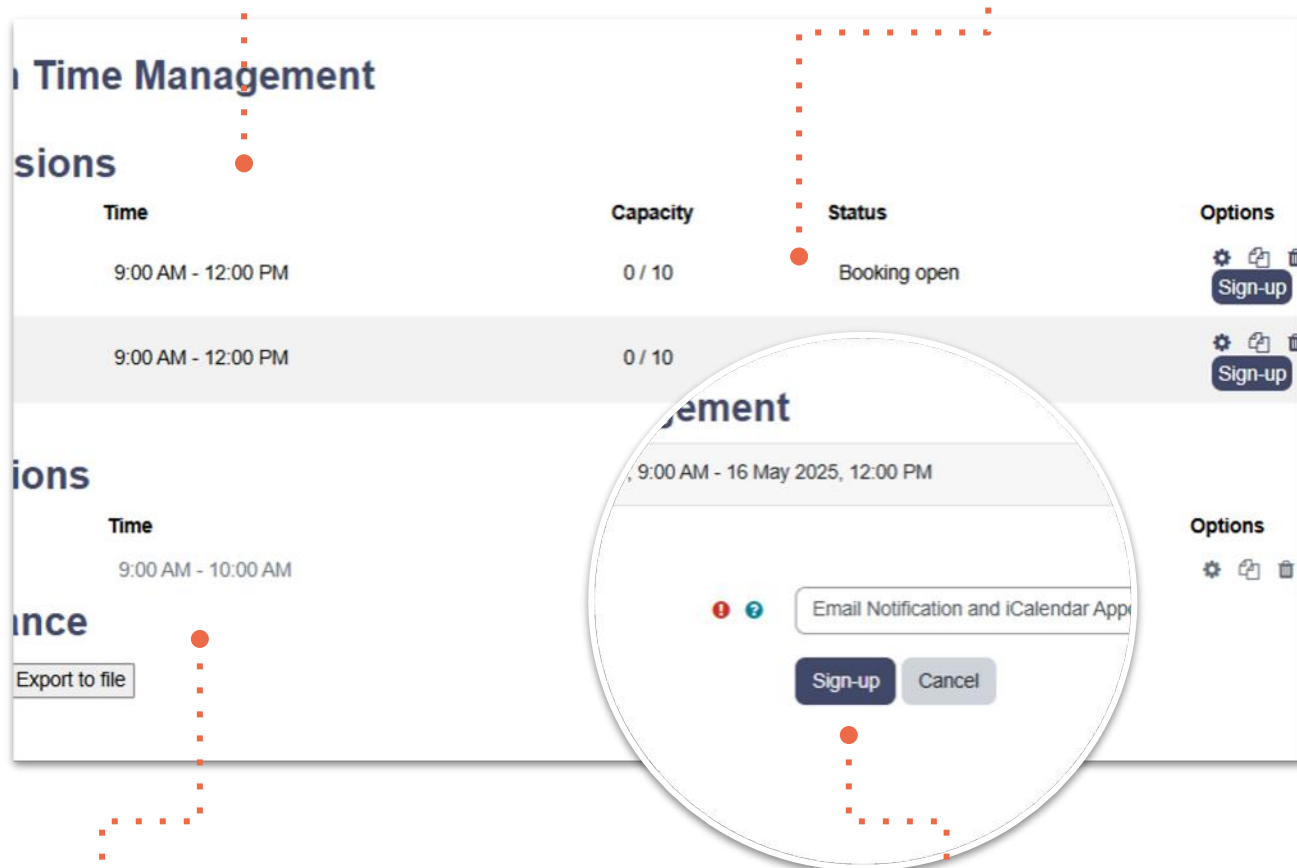 Time Management
sions
Time Capacity Status Options
9:00 AM - 12:00 PM 0 / 10 Booking open
Sign-up
9:00 AM - 12:00 PM 0 / 10
Sign-up
ement
, 9:00 AM - 16 May 2025, 12:00 PM
ions
Time Options
9:00 AM - 10:00 AM
Email Notification and iCalendar Appo
ance
Export to file
Sign-up Cancel